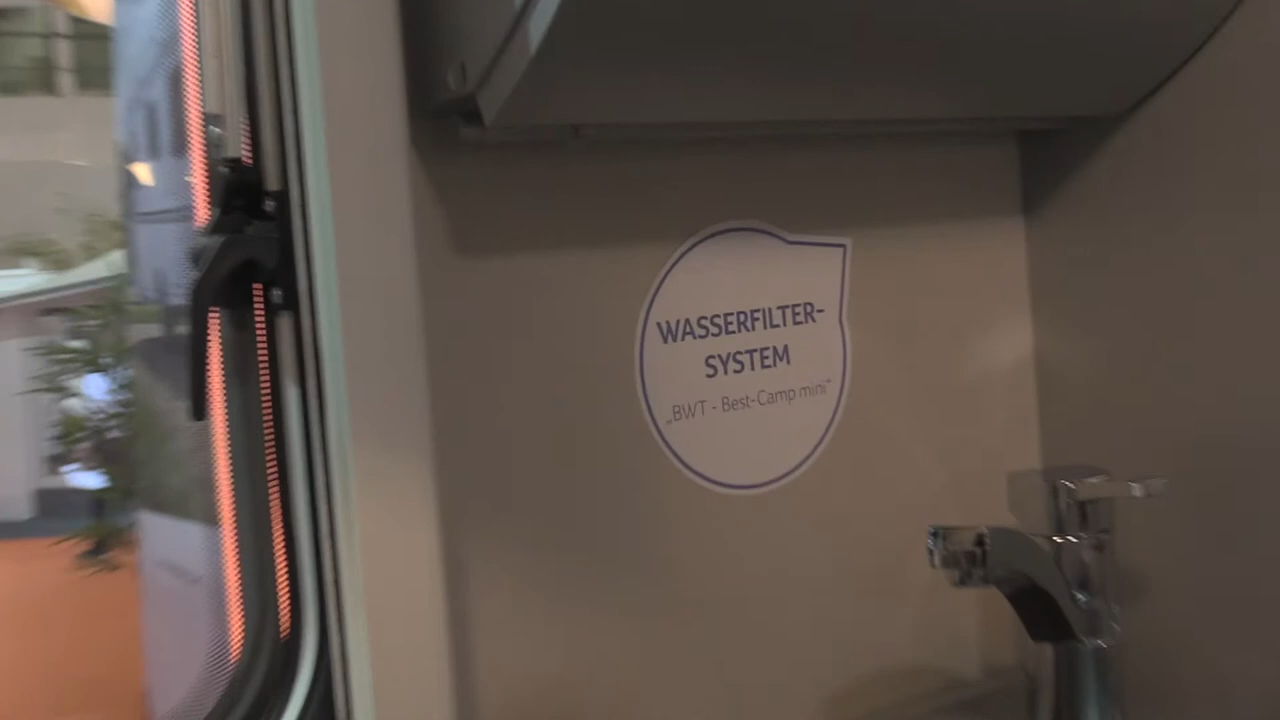 WASSERFILTER-
SYSTEM
„BWT - Best-Camp mini”